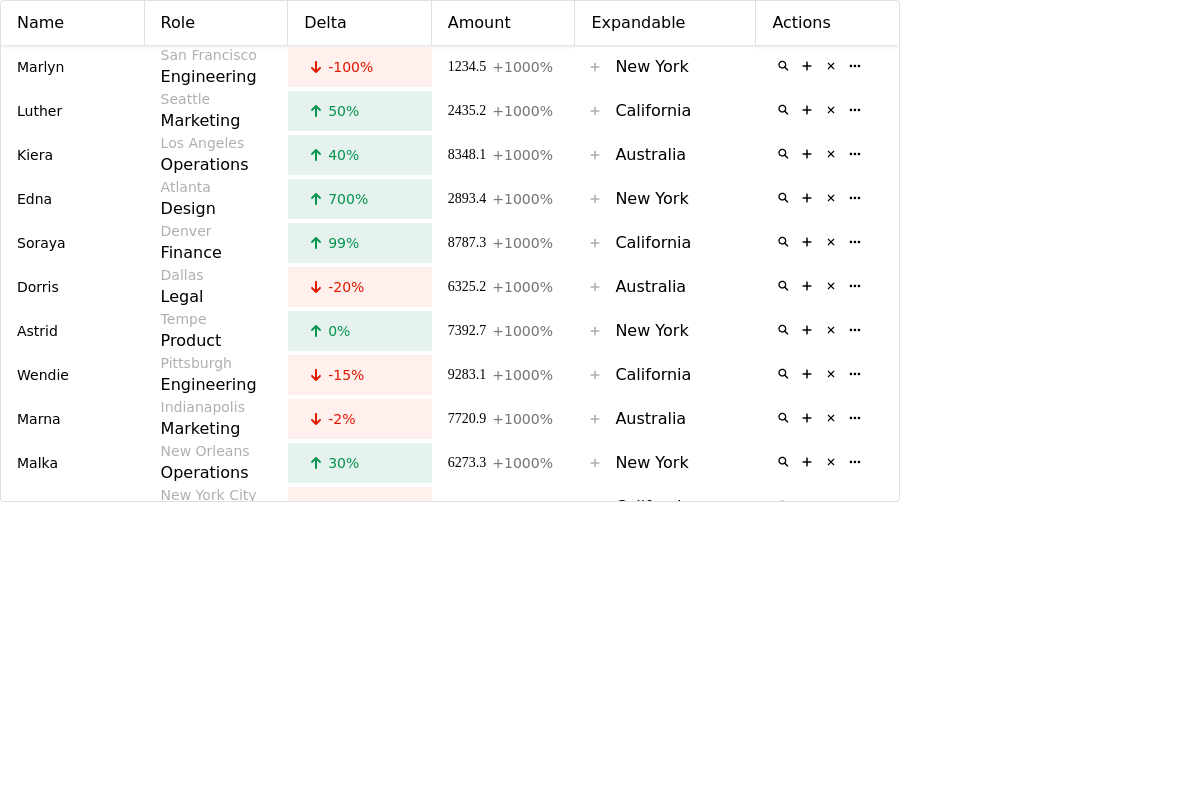 Name Role Delta Amount Expandable Actions
San Francisco
Marlyn Engineering -100% 1234.5 +1000% New York
Seattle
Luther Marketing 50% 2435.2 +1000% California
Los Angeles
Kiera Operations 40% 8348.1 +1000% Australia
Atlanta
Edna Design 700% 2893.4 +1000% New York
Denver
Soraya Finance 99% 8787.3 +1000% California
Dallas
Dorris Legal -20% 6325.2 +1000% Australia
Tempe
Astrid Product 0% 7392.7 +1000% New York
Pittsburgh
Wendie Engineering -15% 9283.1 +1000% California
Indianapolis
Marna Marketing -2% 7720.9 +1000% Australia
New Orleans
Malka Operations 30% 6273.3 +1000% New York
New York City